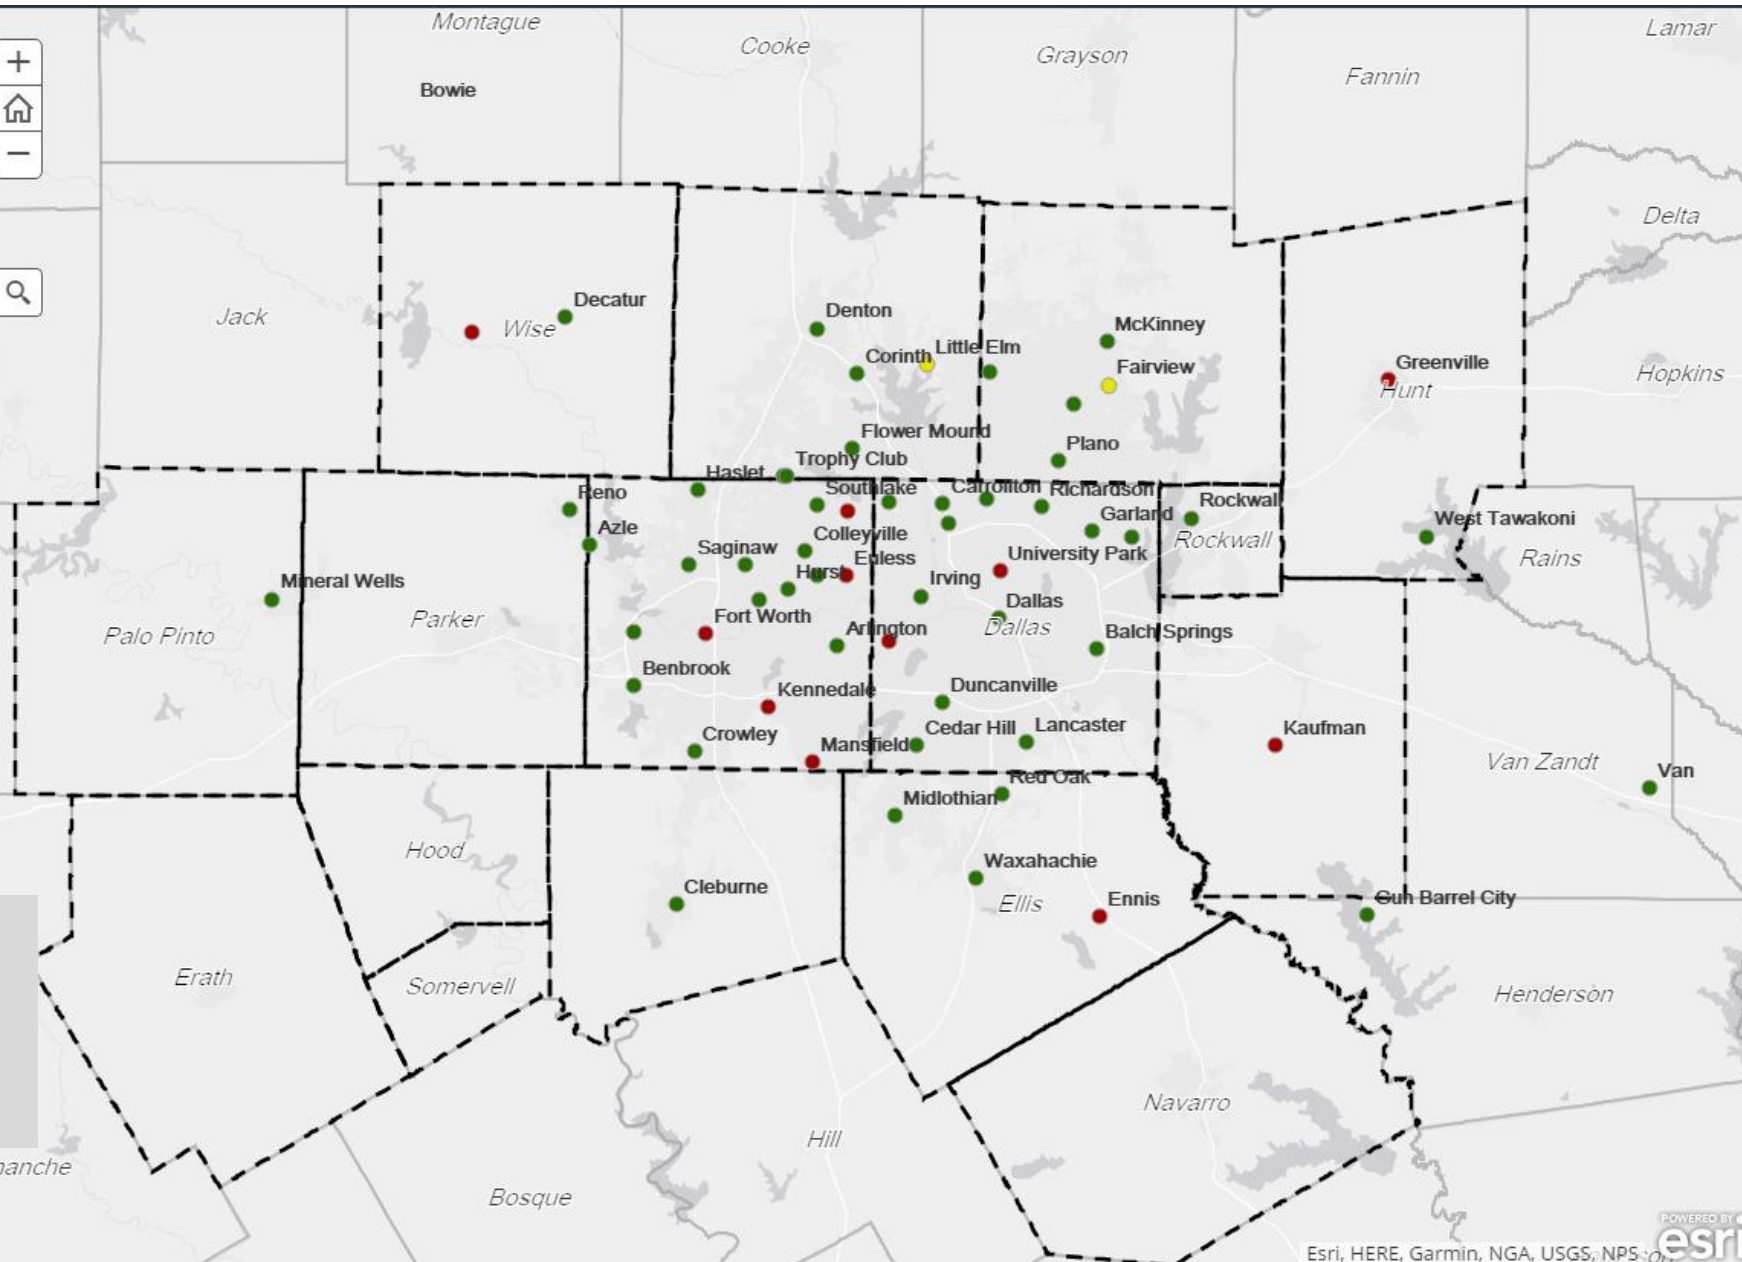 Montague
Cooke
Grayson
Lamar
Fannin
Bowie
Delta
Jack
Wise
Decatur
Denton
McKinney
Corinth
Little Elm
Fairview
Greenville
Hunt
Hopkins
Flower Mound
Plano
Trophy Club
Haslet
Reno
Southlake
Carrollton
Richardson
Rockwall
Azle
Garland
West Tawakoni
Colleyville
Saginaw
University Park
Rockwall
Rains
Euless
Hurst
Irving
Mineral Wells
Dallas
Fort Worth
Parker
Palo Pinto
Arlington
Dallas
Balch Springs
Benbrook
Kennedale
Duncanville
Crowley
Mansfield
Cedar Hill
Lancaster
Kaufman
Van Zandt
Van
Red Oak
Midlothian
Hood
Waxahachie
Cleburne
Ellis
Ennis
Gun Barrel City
Erath
Somervell
Henderson
Navarro
Hill
manche
Bosque
POWERED BY
esri
Esri, HERE, Garmin, NGA, USGS, NPS